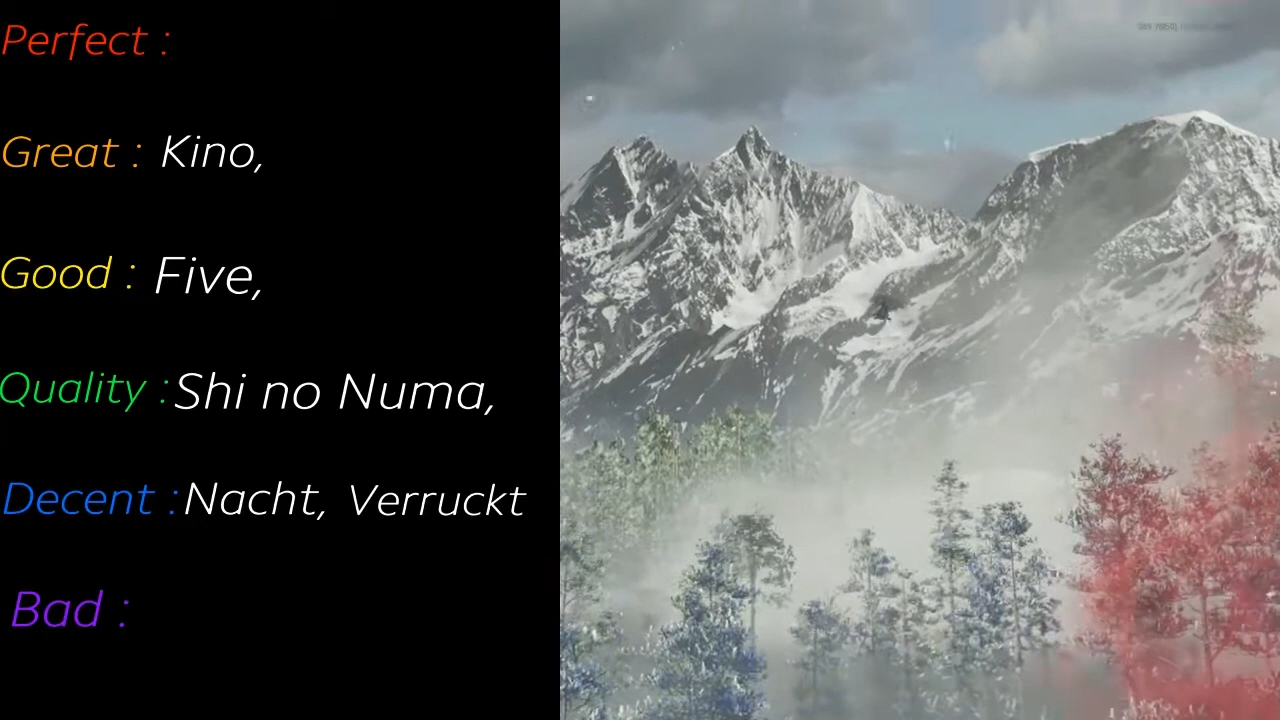 Perfect :
Great : Kino,
Good : Five,
Quality : Shi no Numa,
Decent : Nacht, Verruckt
Bad :